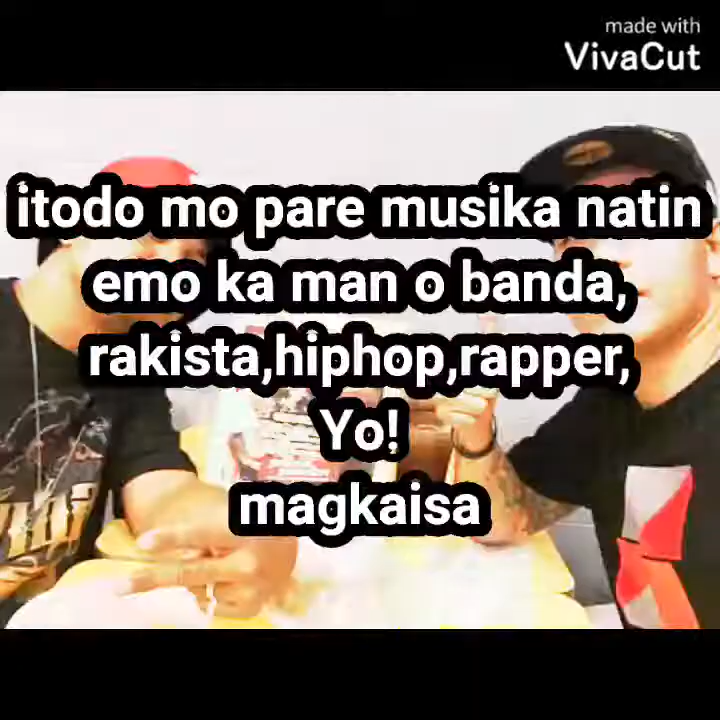 made with
VivaCut
itodo mo pare musika natin
emo ka man o banda,
rakista,hiphop,rapper,
Yo!
magkaisa